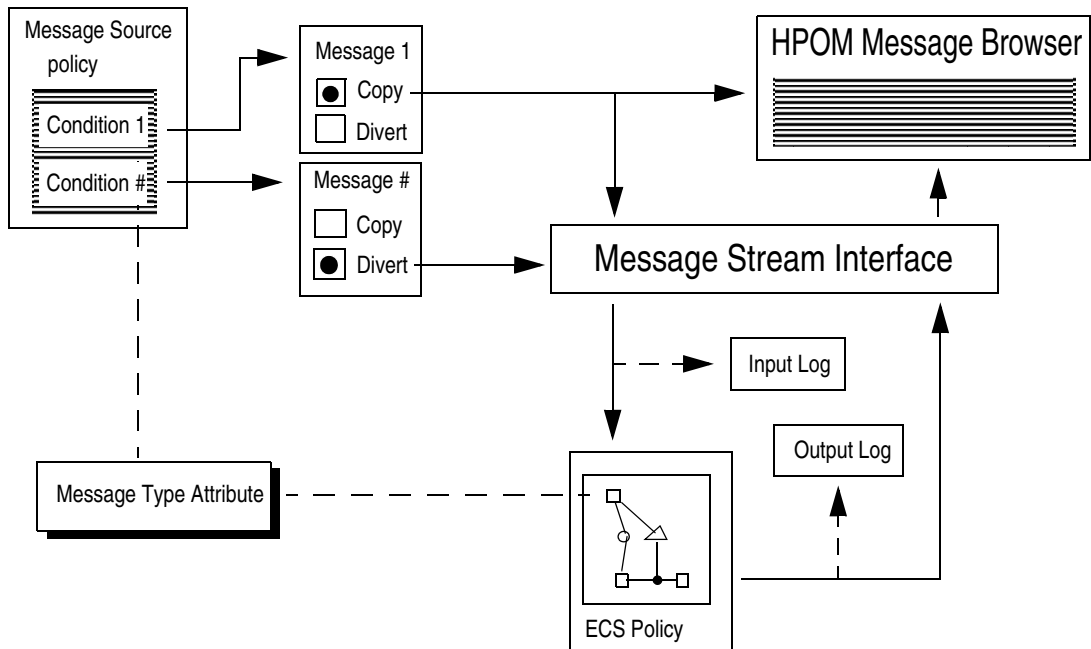 Message Source
policy
Condition 1
Condition #
Message 1
Copy
Divert
Message #
Copy
Divert
HPOM Message Browser
Message Stream Interface
Input Log
Output Log
Message Type Attribute
ECS Policy